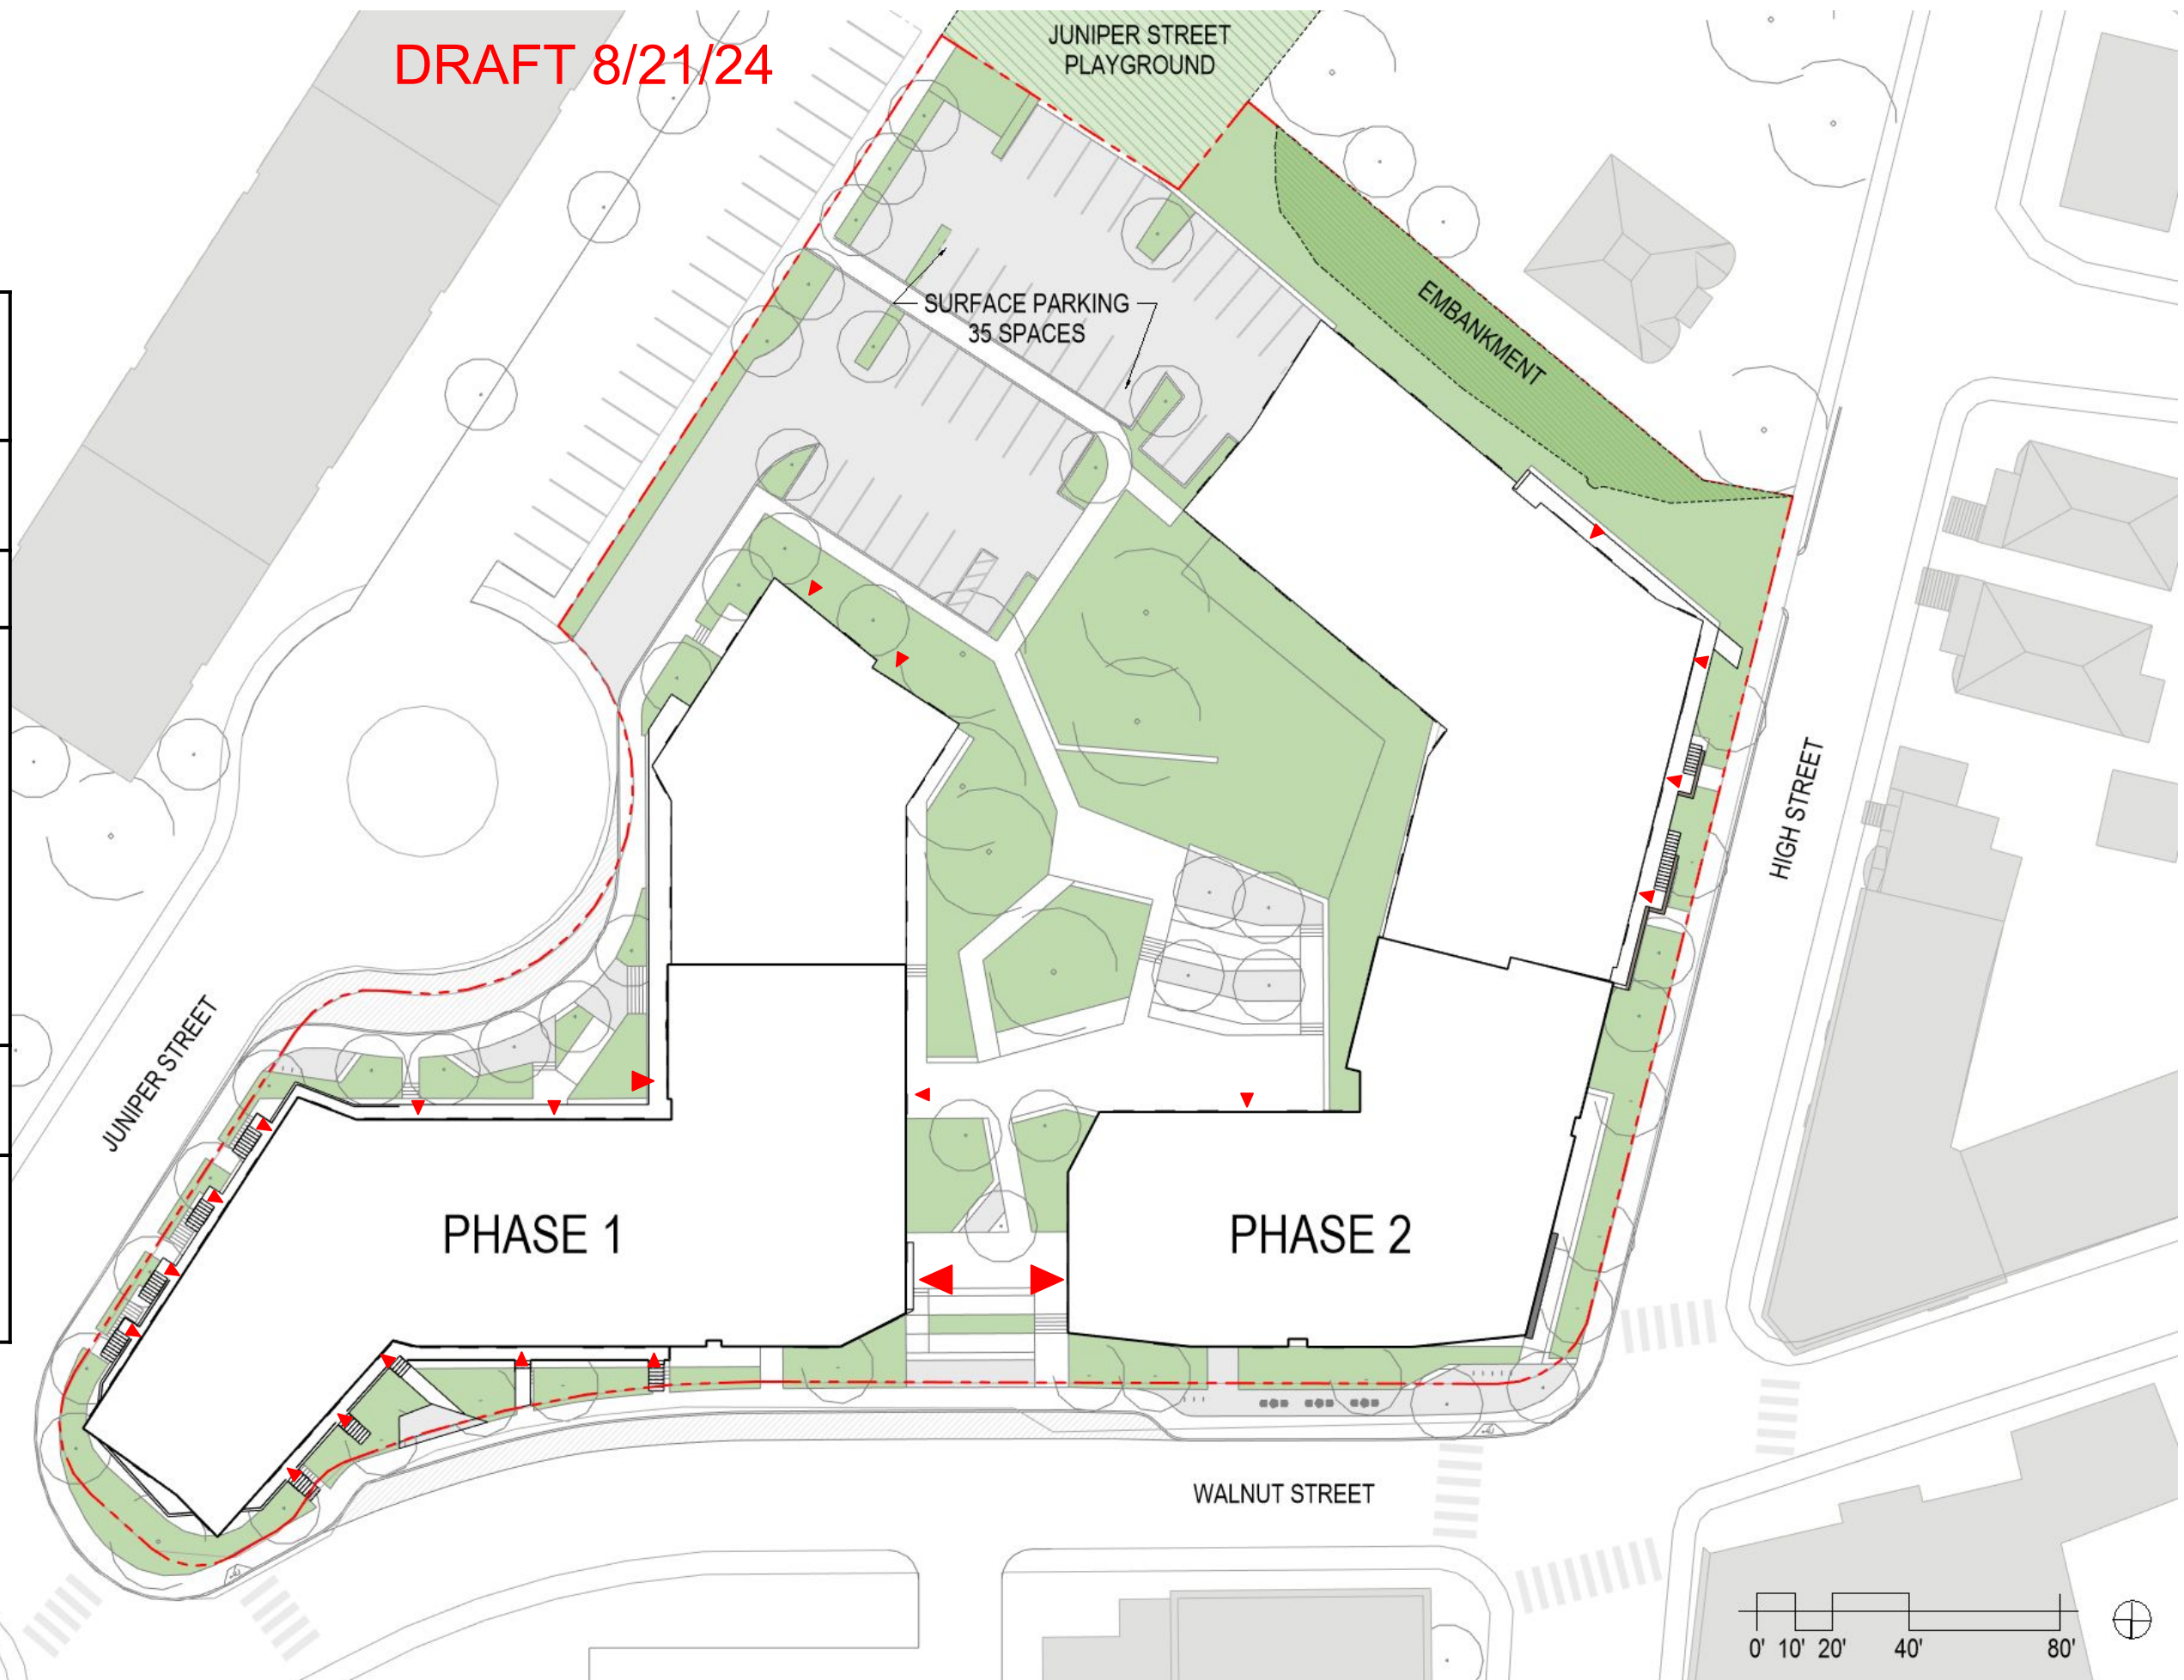 DRAFT 8/21/24
JUNIPER STREET
PLAYGROUND
SURFACE PARKING
35 SPACES
EMBANKMENT
HIGH STREET
JUNIPER STREET
PHASE 1
PHASE 2
WALNUT STREET
0' 10' 20' 40' 80'